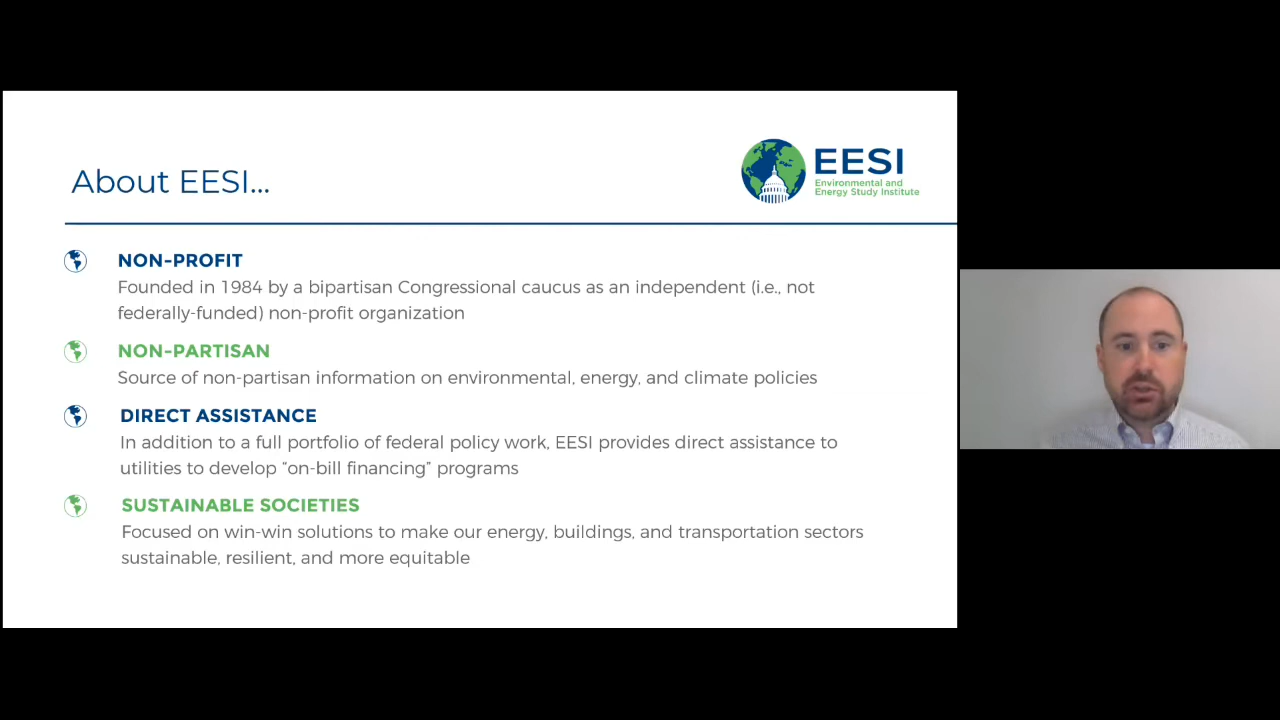 About EESI...
EESI
Environmental and
Energy Study Institute
NON-PROFIT
Founded in 1984 by a bipartisan Congressional caucus as an independent (i.e., not
federally-funded) non-profit organization
NON-PARTISAN
Source of non-partisan information on environmental, energy, and climate policies
DIRECT ASSISTANCE
In addition to a full portfolio of federal policy work, EESI provides direct assistance to
utilities to develop “on-bill financing” programs
SUSTAINABLE SOCIETIES
Focused on win-win solutions to make our energy, buildings, and transportation sectors
sustainable, resilient, and more equitable